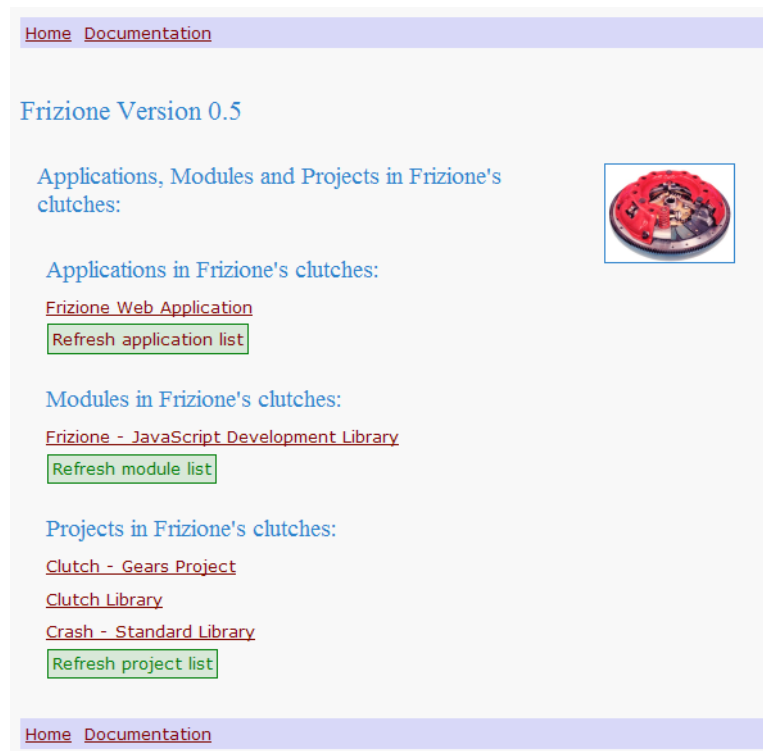 Home Documentation
Frizione Version 0.5
Applications, Modules and Projects in Frizione's
clutches:
Applications in Frizione's clutches:
Frizione Web Application
Refresh application list
Modules in Frizione's clutches:
Frizione - JavaScript Development Library
Refresh module list
Projects in Frizione's clutches:
Clutch - Gears Project
Clutch Library
Crash - Standard Library
Refresh project list
Home Documentation